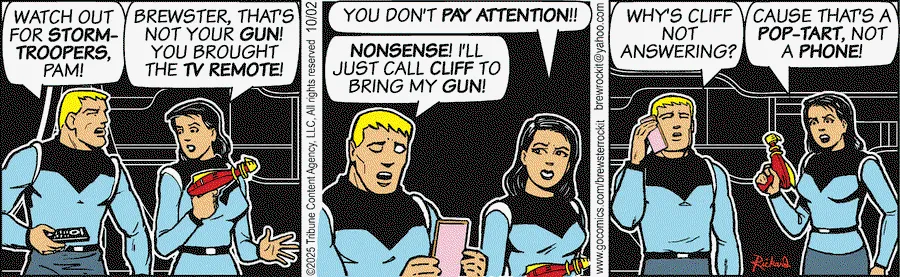 WATCH OUT
FOR STORM-
TROOPERS,
PAM!
BREWSTER, THAT'S
NOT YOUR GUN!
YOU BROUGHT
THE TV REMOTE!
©2025 Tribune Content Agency, LLC, All rights reserved 10/02
YOU DON'T PAY ATTENTION!!
NONSENSE! I'LL
JUST CALL CLIFF TO
BRING MY GUN!
www.gocomics.com/brewsterrockit brewrockit@yahoo.com
WHY'S CLIFF
NOT
ANSWERING?
CAUSE THAT'S A
POP-TART, NOT
A PHONE!
Rickard